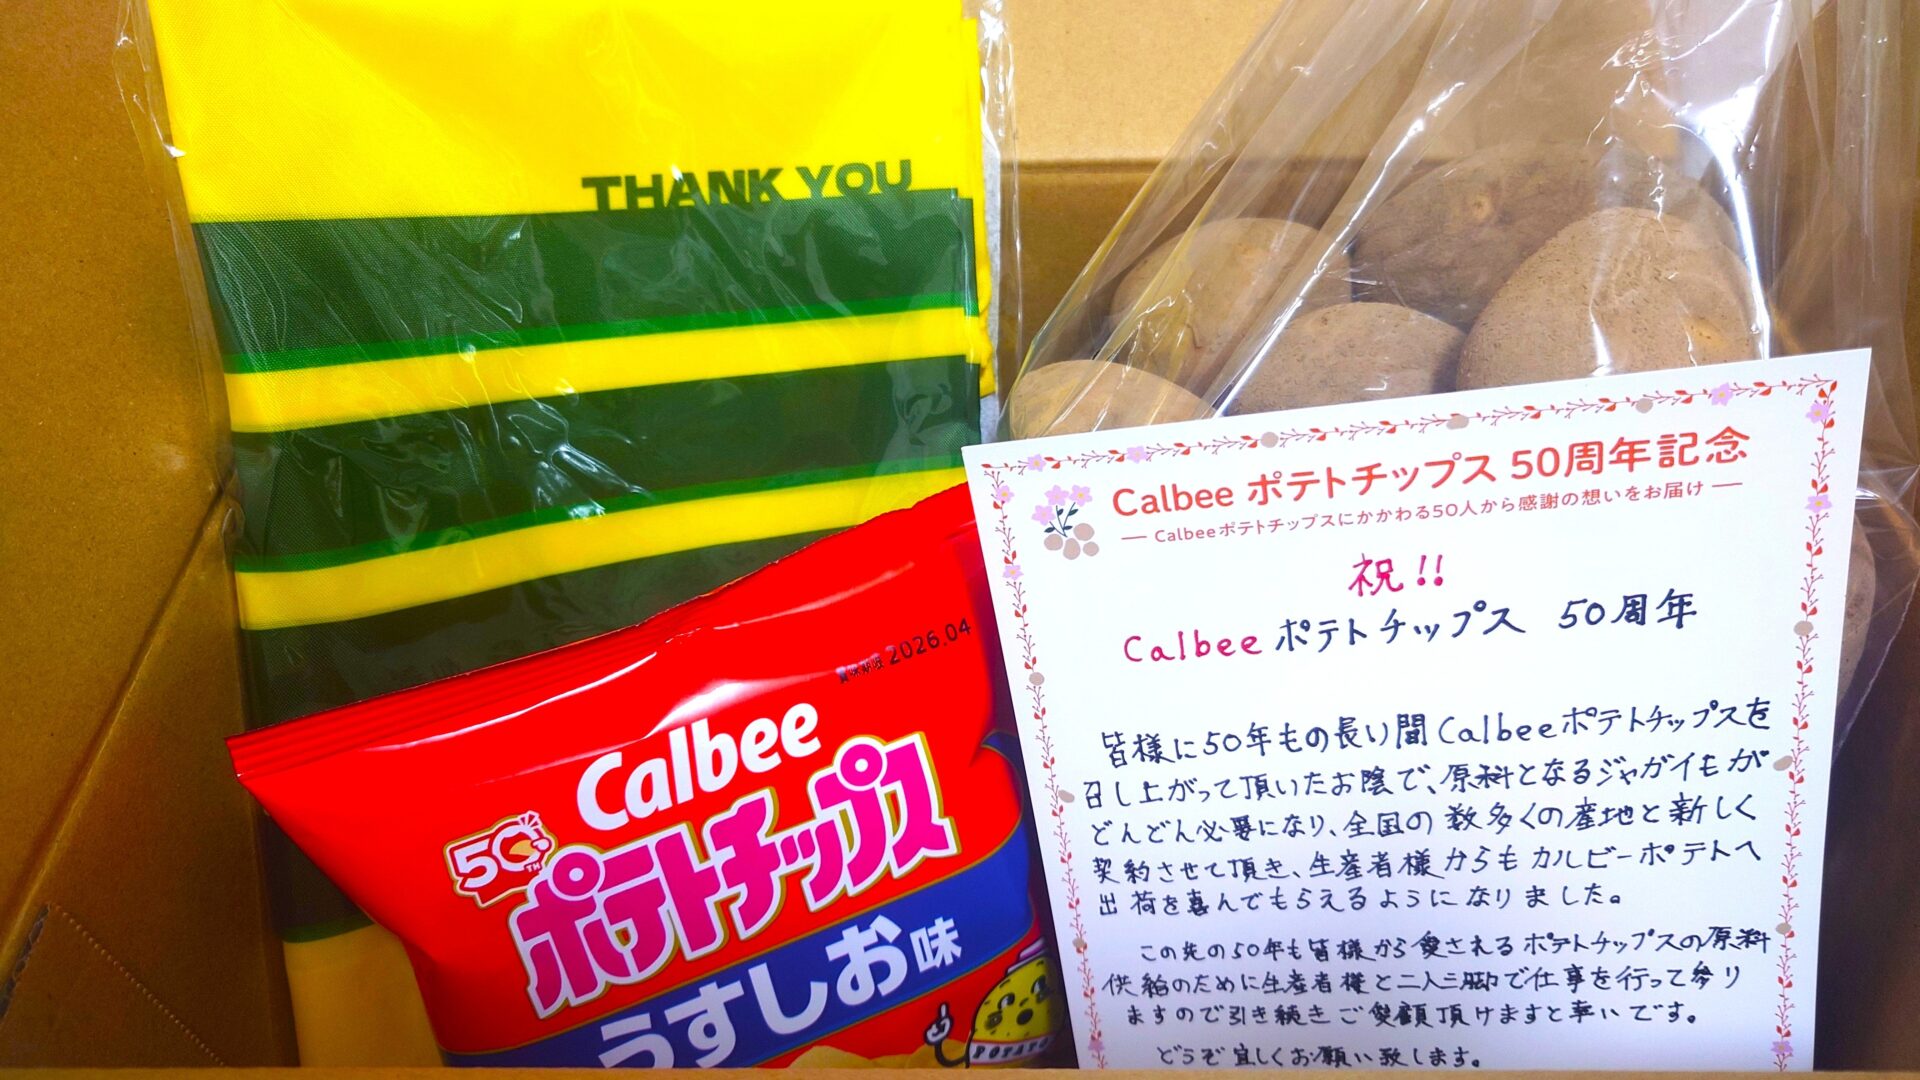 THANK YOU
賞味期限 2026.04
Calbee
50TH
ポテトチップス
うすしお味
POTATO
Calbee ポテトチップス 50周年記念
― Calbeeポテトチップスにかかわる50人から感謝の想いをお届け ―
祝!!
Calbee ポテトチップス 50周年
皆様に50年もの長い間Calbeeポテトチップスを
召し上がって頂いたお陰で、原料となるジャガイモが
どんどん必要になり、全国の数多くの産地と新しく
契約させて頂き、生産者様からもカルビーポテトへ
出荷を喜んでもらえるようになりました。
この先の50年も皆様から愛されるポテトチップスの原料
供給のために生産者様と二人三脚で仕事を行って参り
ますので引き続きご愛顧頂けますと幸いです。
どうぞ宜しくお願い致します。